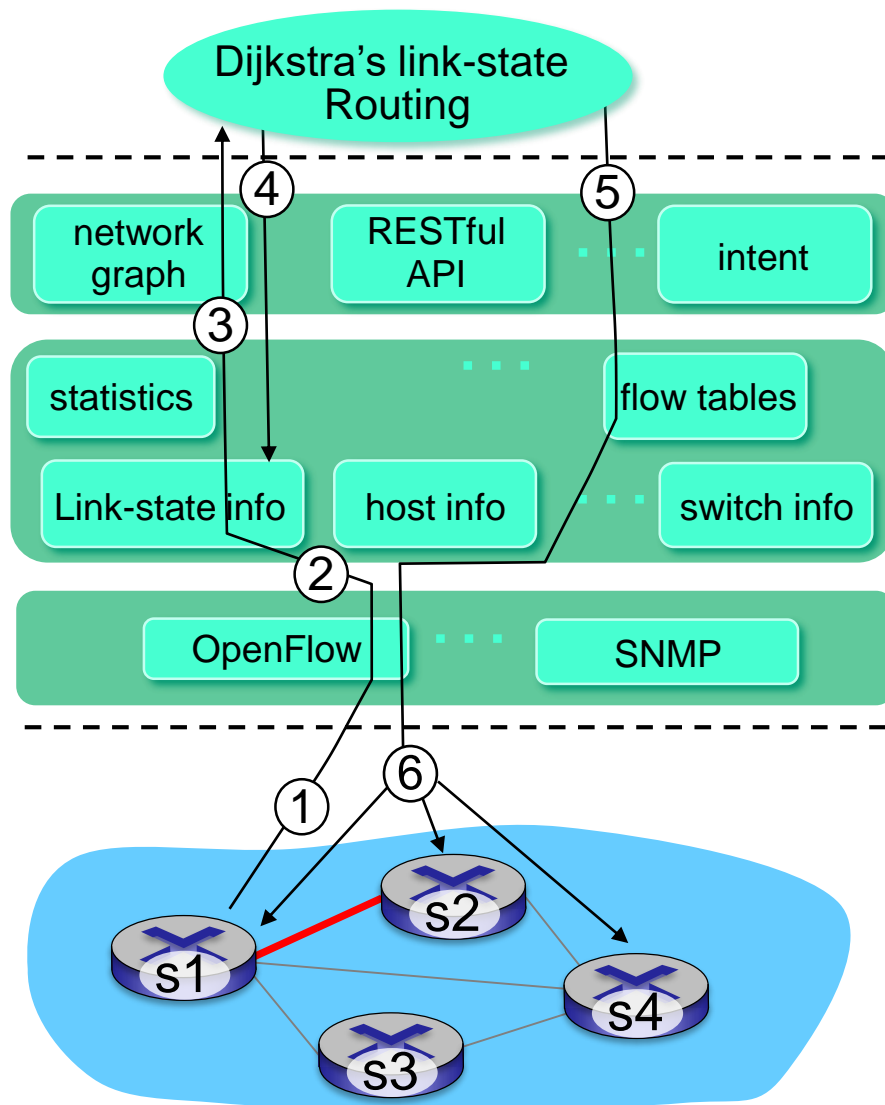 Dijkstra’s link-state
Routing
4
5
network
graph
RESTful
API
. . .
intent
3
. . .
statistics
flow tables
Link-state info
host info
. . .
switch info
2
. . .
OpenFlow
SNMP
6
1
s2
s1
s4
s3